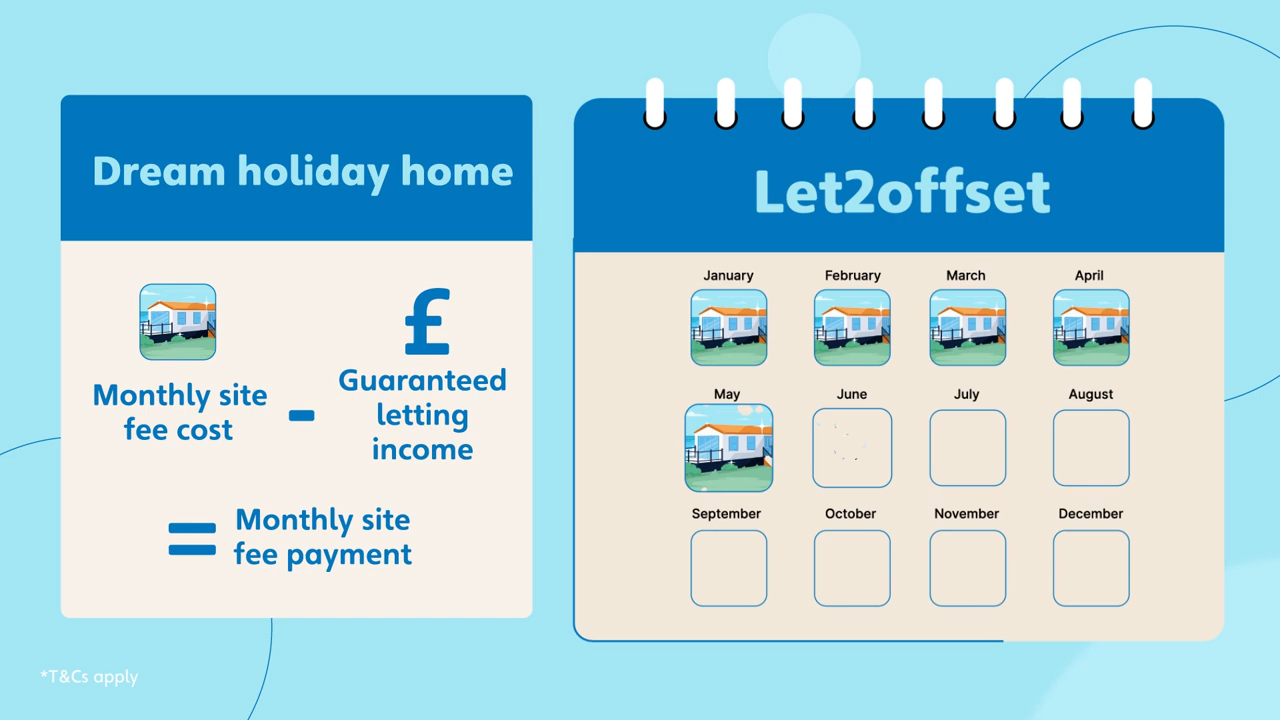 Dream holiday home
£
Monthly site
fee cost
-
Guaranteed
letting
income
=
Monthly site
fee payment
Let2offset
January February March April
May June July August
September October November December
*T&Cs apply